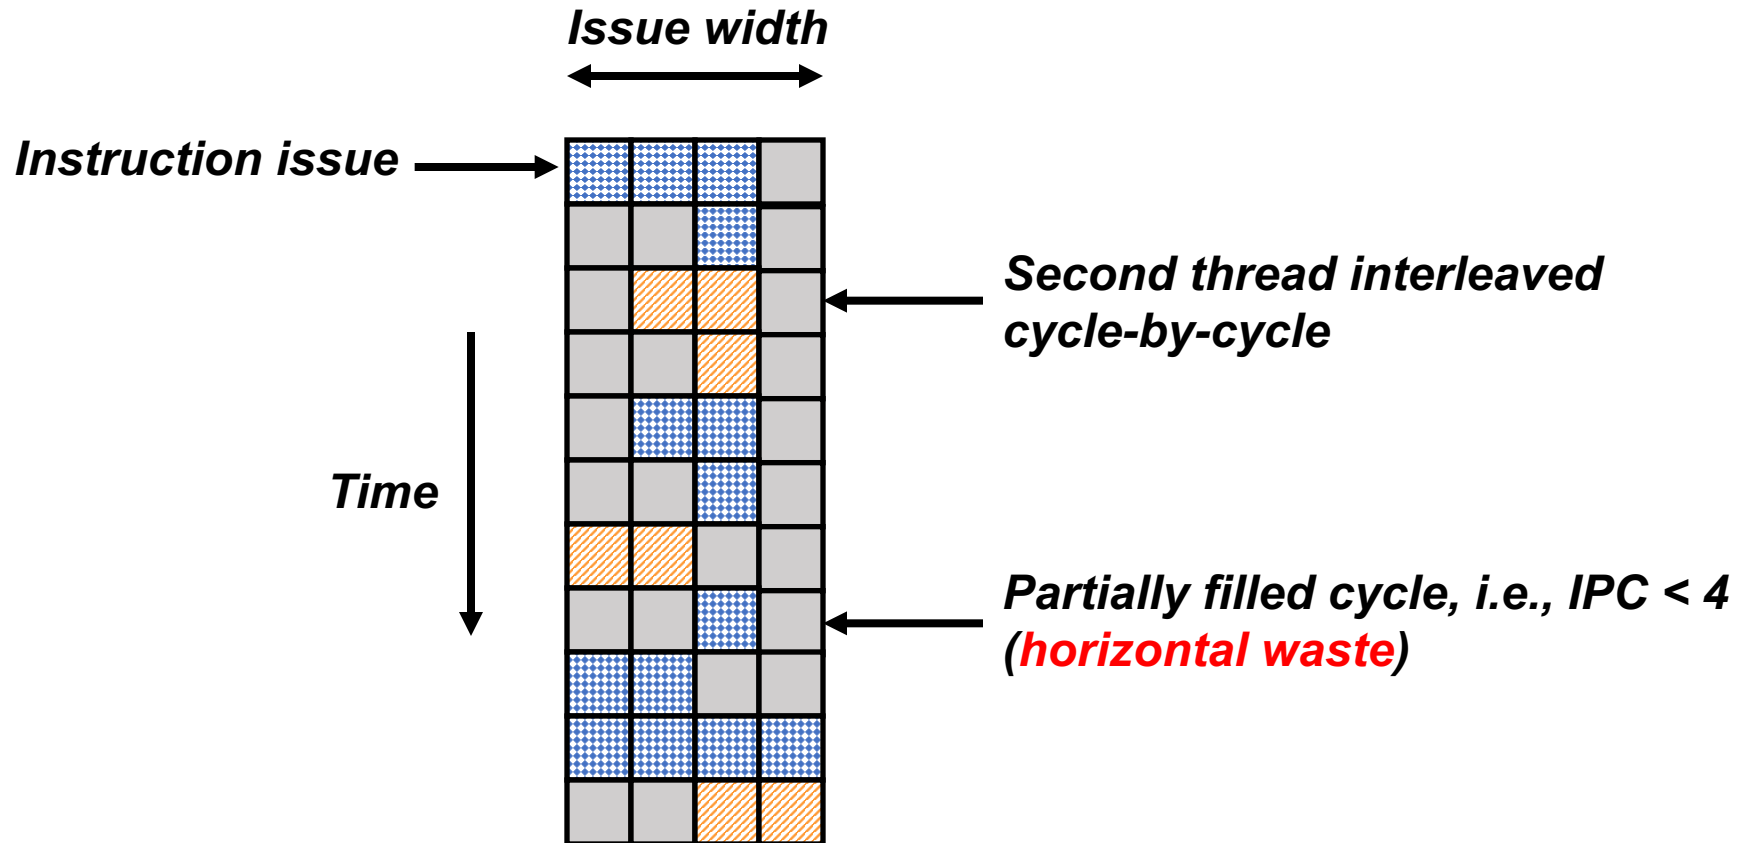 Issue width
Instruction issue
Second thread interleaved
cycle-by-cycle
Time
Partially filled cycle, i.e., IPC < 4
(horizontal waste)